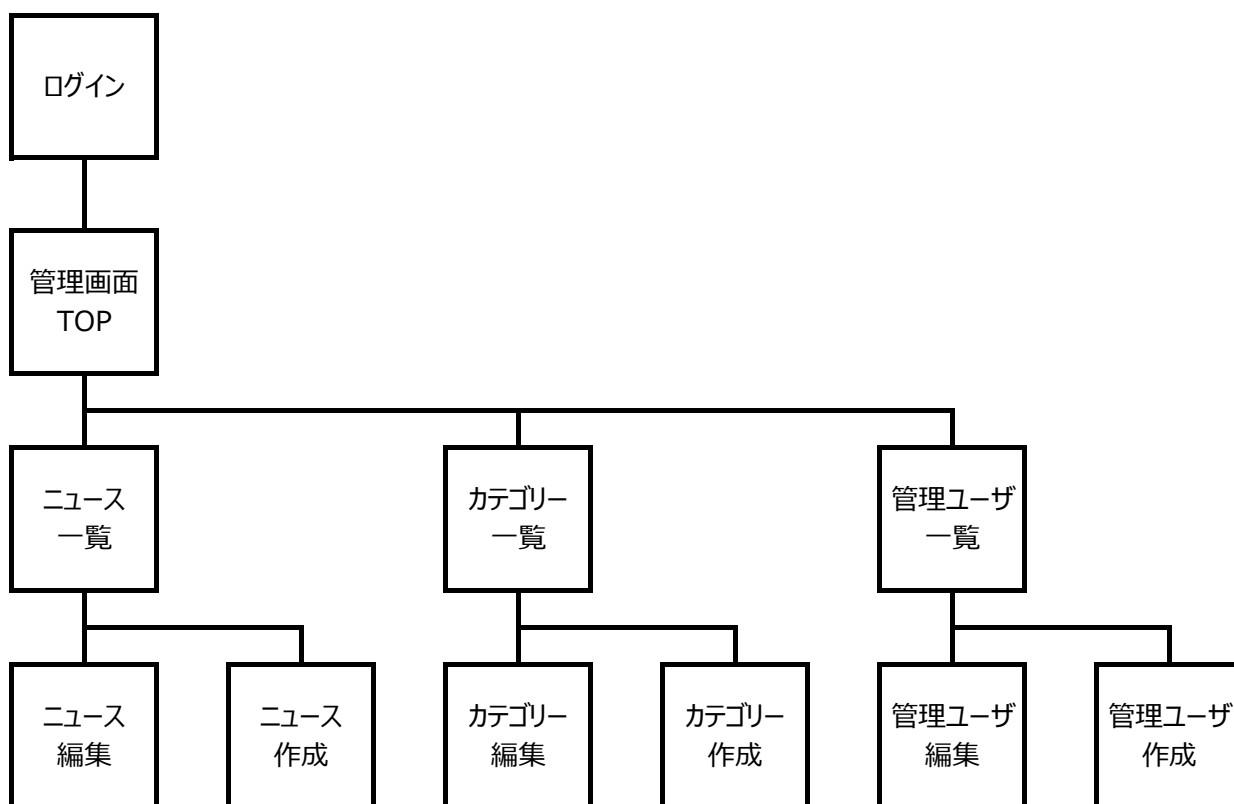 ログイン
管理画面
TOP
ニュース
一覧
カテゴリー
一覧
管理ユーザ
一覧
ニュース
編集
ニュース
作成
カテゴリー
編集
カテゴリー
作成
管理ユーザ
編集
管理ユーザ
作成